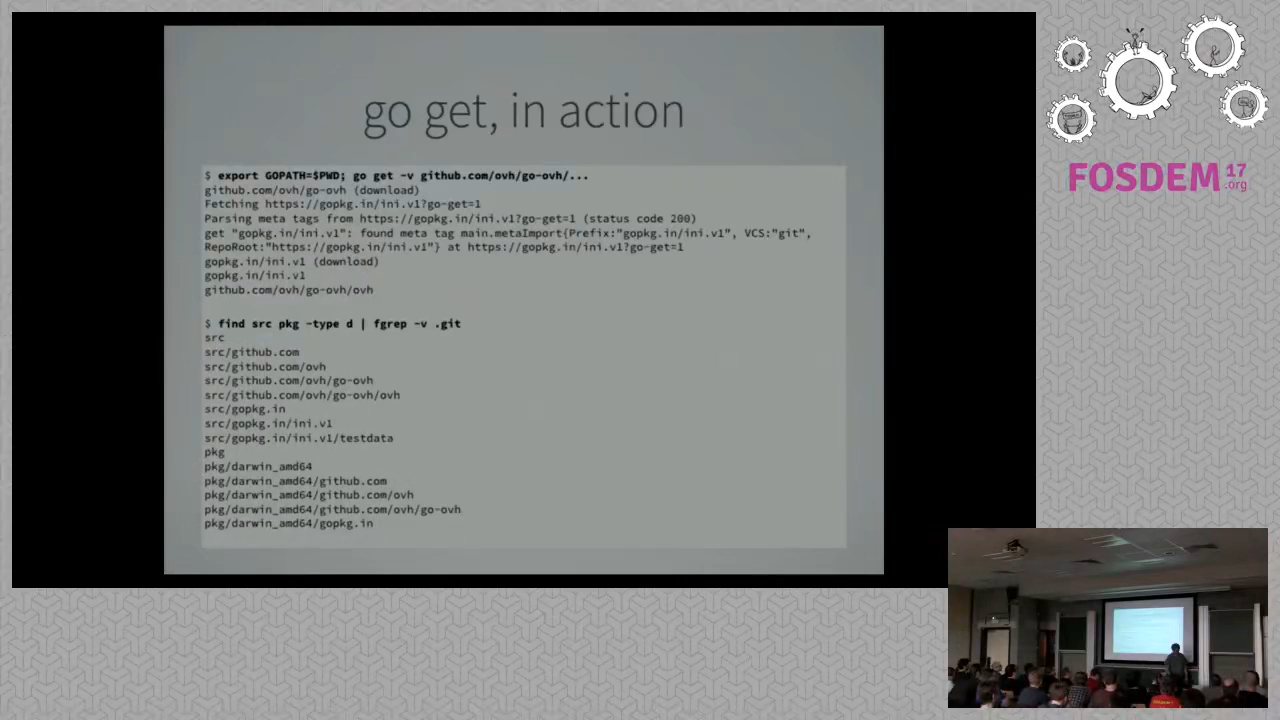 go get, in action
$ export GOPATH=$PWD; go get -v github.com/ovh/go-ovh/...
github.com/ovh/go-ovh (download)
Fetching https://gopkg.in/ini.v1?go-get=1
Parsing meta tags from https://gopkg.in/ini.v1?go-get=1 (status code 200)
get "gopkg.in/ini.v1": found meta tag main.metaImport{Prefix:"gopkg.in/ini.v1", VCS:"git",
RepoRoot:"https://gopkg.in/ini.v1"} at https://gopkg.in/ini.v1?go-get=1
gopkg.in/ini.v1 (download)
gopkg.in/ini.v1
github.com/ovh/go-ovh/ovh
$ find src pkg -type d | fgrep -v .git
src
src/github.com
src/github.com/ovh
src/github.com/ovh/go-ovh
src/github.com/ovh/go-ovh/ovh
src/gopkg.in
src/gopkg.in/ini.v1
src/gopkg.in/ini.v1/testdata
pkg
pkg/darwin_amd64
pkg/darwin_amd64/github.com
pkg/darwin_amd64/github.com/ovh
pkg/darwin_amd64/github.com/ovh/go-ovh
pkg/darwin_amd64/gopkg.in
FOSDEM 17
.org